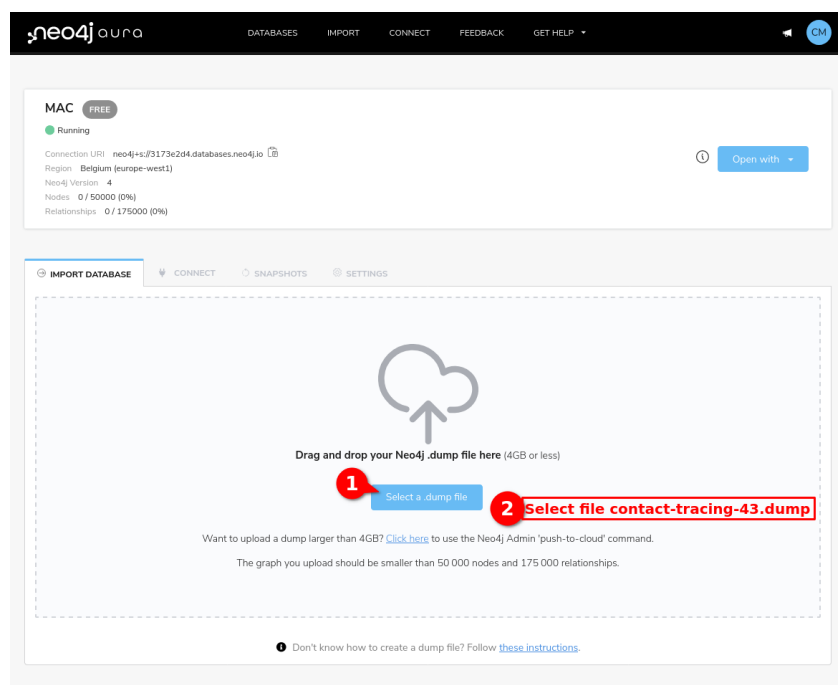 neo4j aura DATABASES IMPORT CONNECT FEEDBACK GET HELP CM
MAC FREE
Running
Connection URI neo4j+s://3173e2d4.databases.neo4j.io
Region Belgium (europe-west1)
Open with
Neo4j Version 4
Nodes 0 / 50000 (0%)
Relationships 0 / 175000 (0%)
IMPORT DATABASE CONNECT SNAPSHOTS SETTINGS
Drag and drop your Neo4j .dump file here (4GB or less)
1
Select a .dump file
2 Select file contact-tracing-43.dump
Want to upload a dump larger than 4GB? Click here to use the Neo4j Admin 'push-to-cloud' command.
The graph you upload should be smaller than 50 000 nodes and 175 000 relationships.
Don't know how to create a dump file? Follow these instructions.